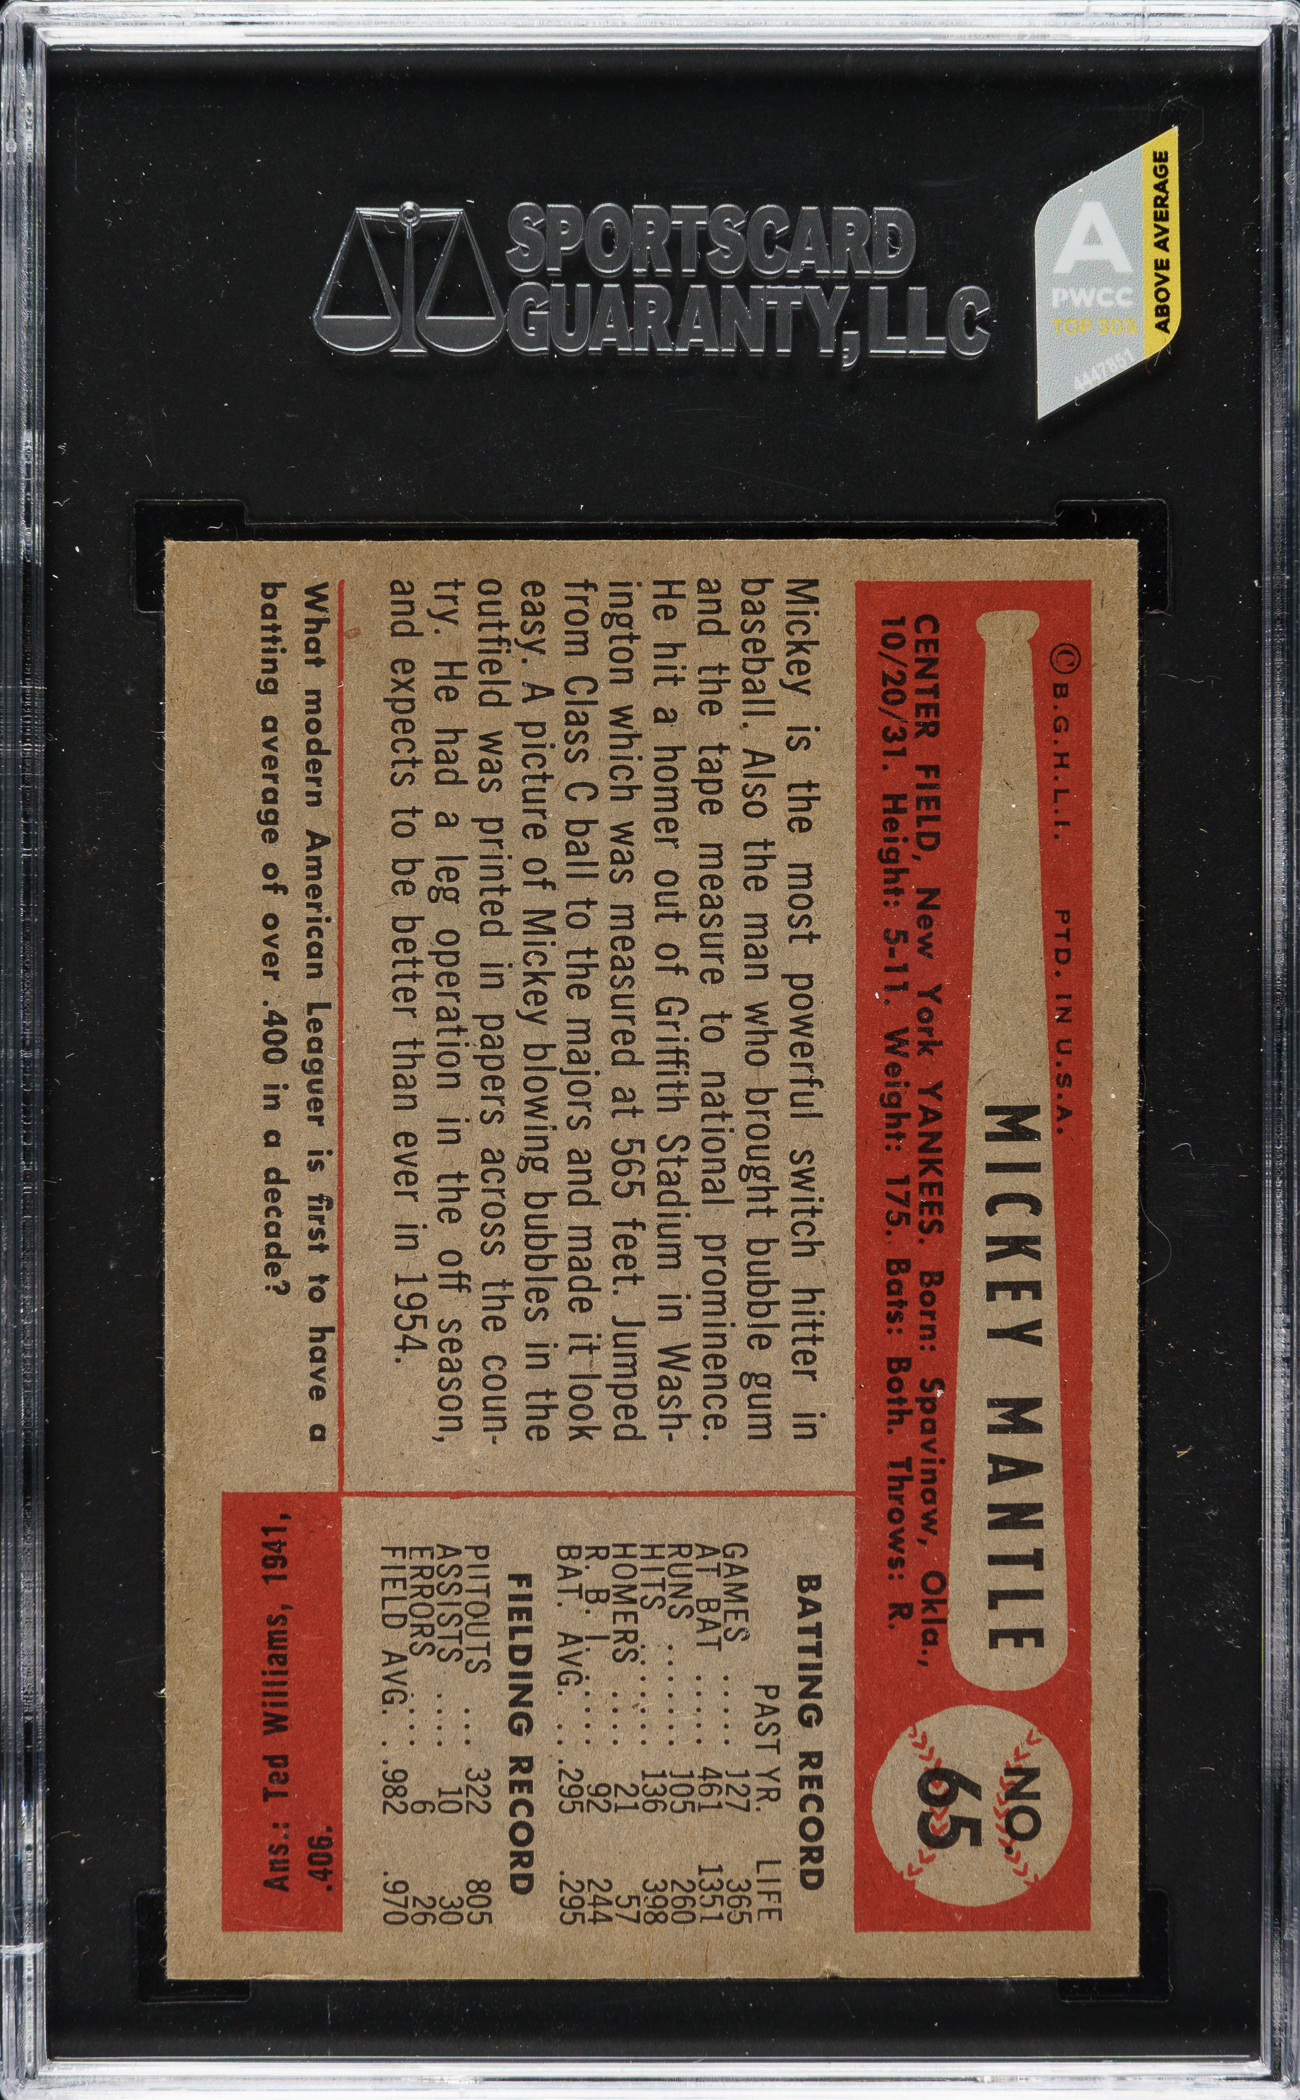 SPORTSCARD
GUARANTY, LLC
A
PWCC
TOP 30%
4447851
ABOVE AVERAGE
© B.G.H.L.I. PTD. IN U.S.A.
MICKEY MANTLE
NO.
65
CENTER FIELD, New York YANKEES. Born: Spavinaw, Okla.,
10/20/31. Height: 5-11. Weight: 175. Bats: Both. Throws: R.
Mickey is the most powerful switch hitter in
baseball. Also the man who brought bubble gum
and the tape measure to national prominence.
He hit a homer out of Griffith Stadium in Wash-
ington which was measured at 565 feet. Jumped
from Class C ball to the majors and made it look
easy. A picture of Mickey blowing bubbles in the
outfield was printed in papers across the coun-
try. He had a leg operation in the off season,
and expects to be better than ever in 1954.
BATTING RECORD
PAST YR. LIFE
GAMES ..... 127 365
AT BAT ..... 461 1351
RUNS ...... 105 260
HITS ...... 136 398
HOMERS .... 21 57
R. B. I. .... 92 244
BAT. AVG. .. .295 .295
FIELDING RECORD
PUTOUTS ... 322 805
ASSISTS .... 10 30
ERRORS .... 6 26
FIELD AVG. . .982 .970
What modern American Leaguer is first to have a
batting average of over .400 in a decade?
Ans.: Ted Williams, 1941,
.406.